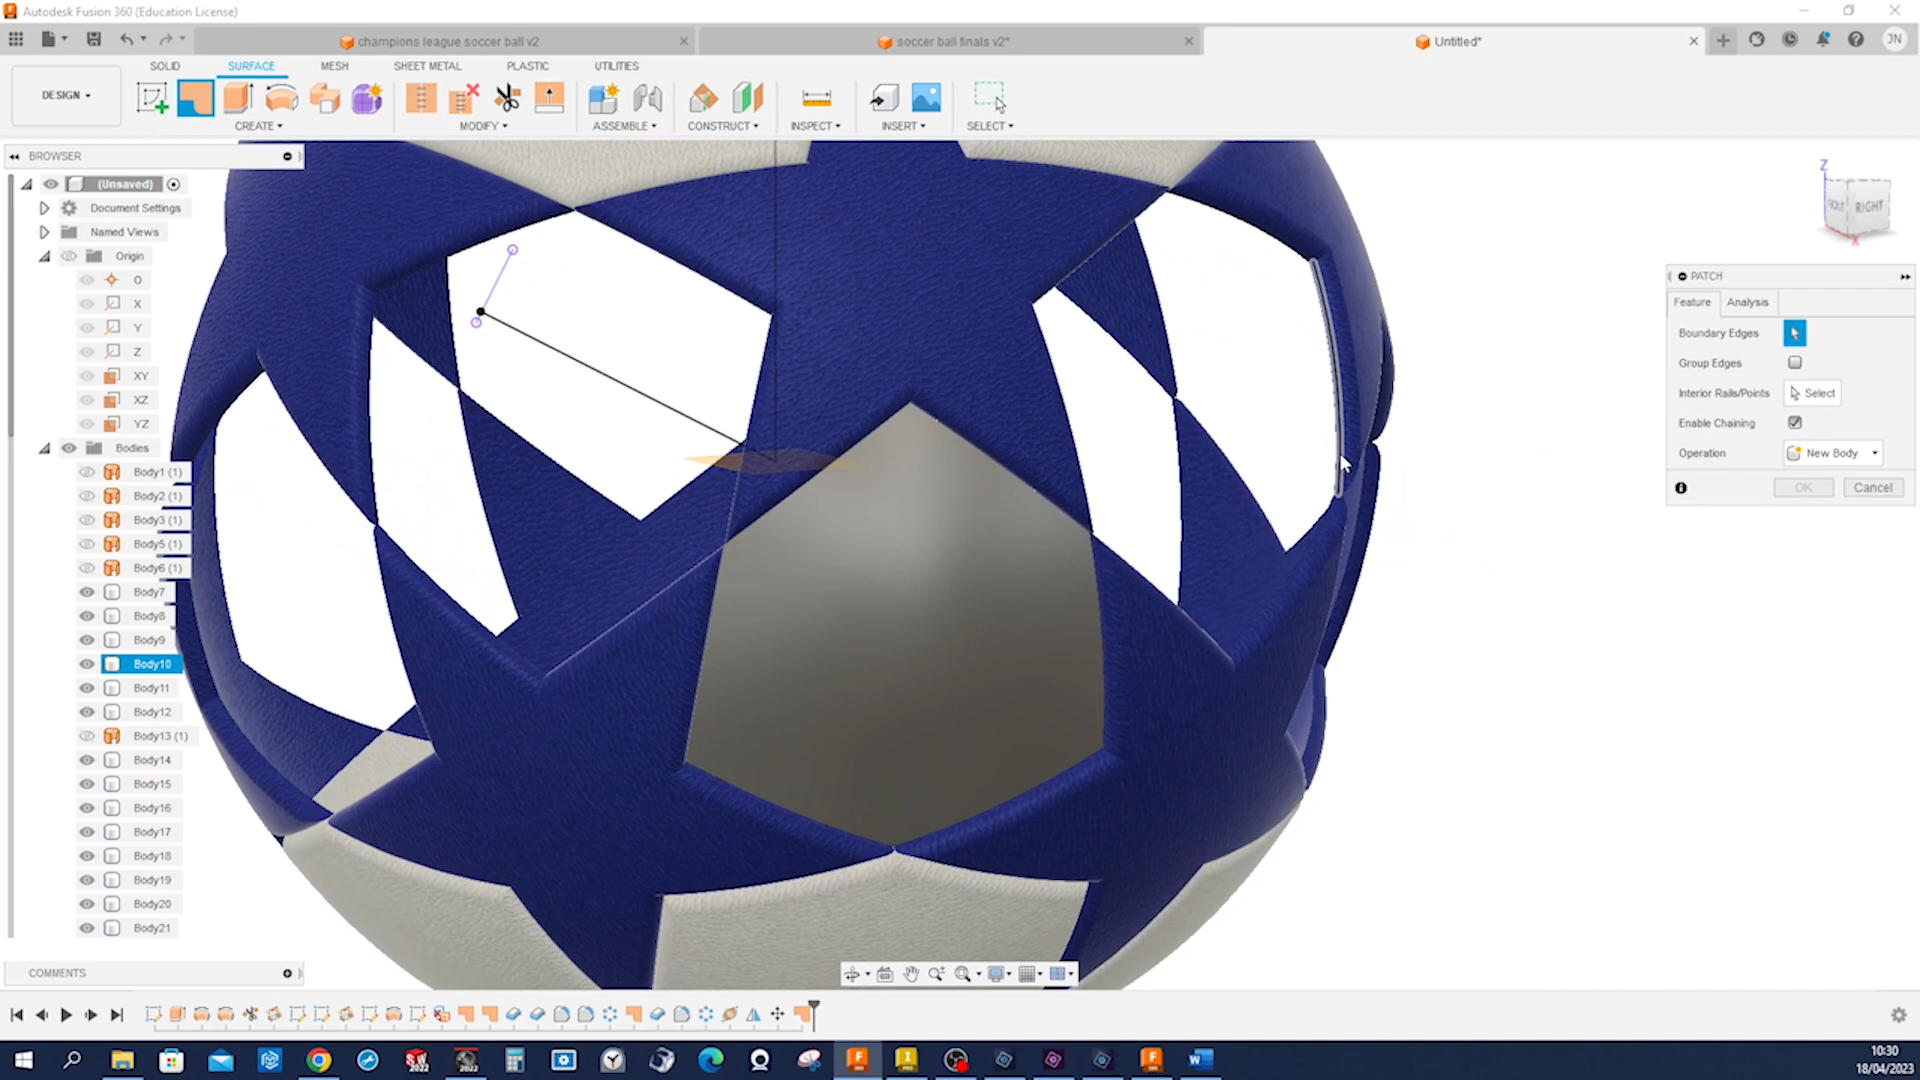 Autodesk Fusion 360 (Education License)
champions league soccer ball v2
soccer ball finals v2*
Untitled*
JN
DESIGN
SOLID
SURFACE
MESH
SHEET METAL
PLASTIC
UTILITIES
CREATE
MODIFY
ASSEMBLE
CONSTRUCT
INSPECT
INSERT
SELECT
BROWSER
(Unsaved)
Document Settings
Named Views
Origin
O
X
Y
Z
XY
XZ
YZ
Bodies
Body1 (1)
Body2 (1)
Body3 (1)
Body5 (1)
Body6 (1)
Body7
Body8
Body9
Body10
Body11
Body12
Body13 (1)
Body14
Body15
Body16
Body17
Body18
Body19
Body20
Body21
COMMENTS
Z
RIGHT
X
PATCH
Feature
Analysis
Boundary Edges
Group Edges
Interior Rails/Points
Select
Enable Chaining
Operation
New Body
OK
Cancel
10:30
18/04/2023